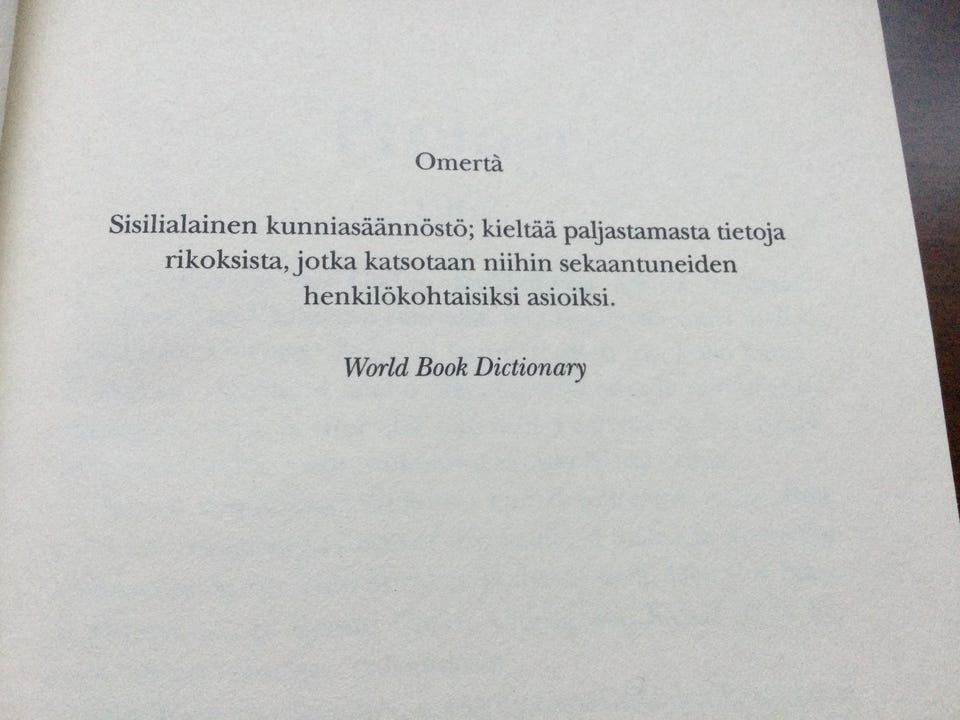 Omertà
Sisilialainen kunniasäännöstö; kieltää paljastamasta tietoja
rikoksista, jotka katsotaan niihin sekaantuneiden
henkilökohtaisiksi asioiksi.
World Book Dictionary